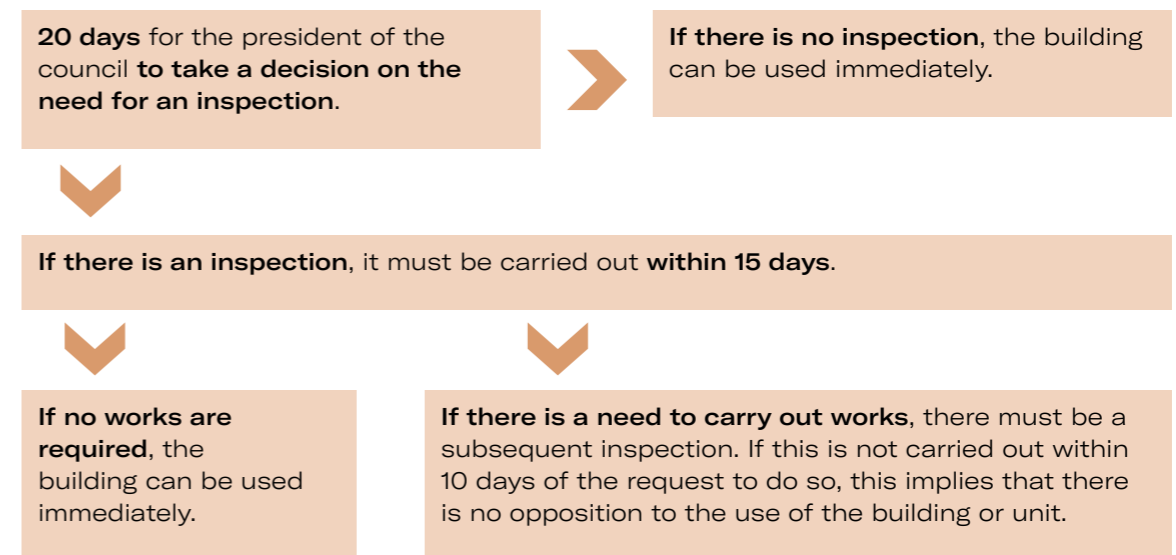 20 days for the president of the
council to take a decision on the
need for an inspection.
If there is no inspection, the building
can be used immediately.
If there is an inspection, it must be carried out within 15 days.
If no works are
required, the
building can be used
immediately.
If there is a need to carry out works, there must be a
subsequent inspection. If this is not carried out within
10 days of the request to do so, this implies that there
is no opposition to the use of the building or unit.